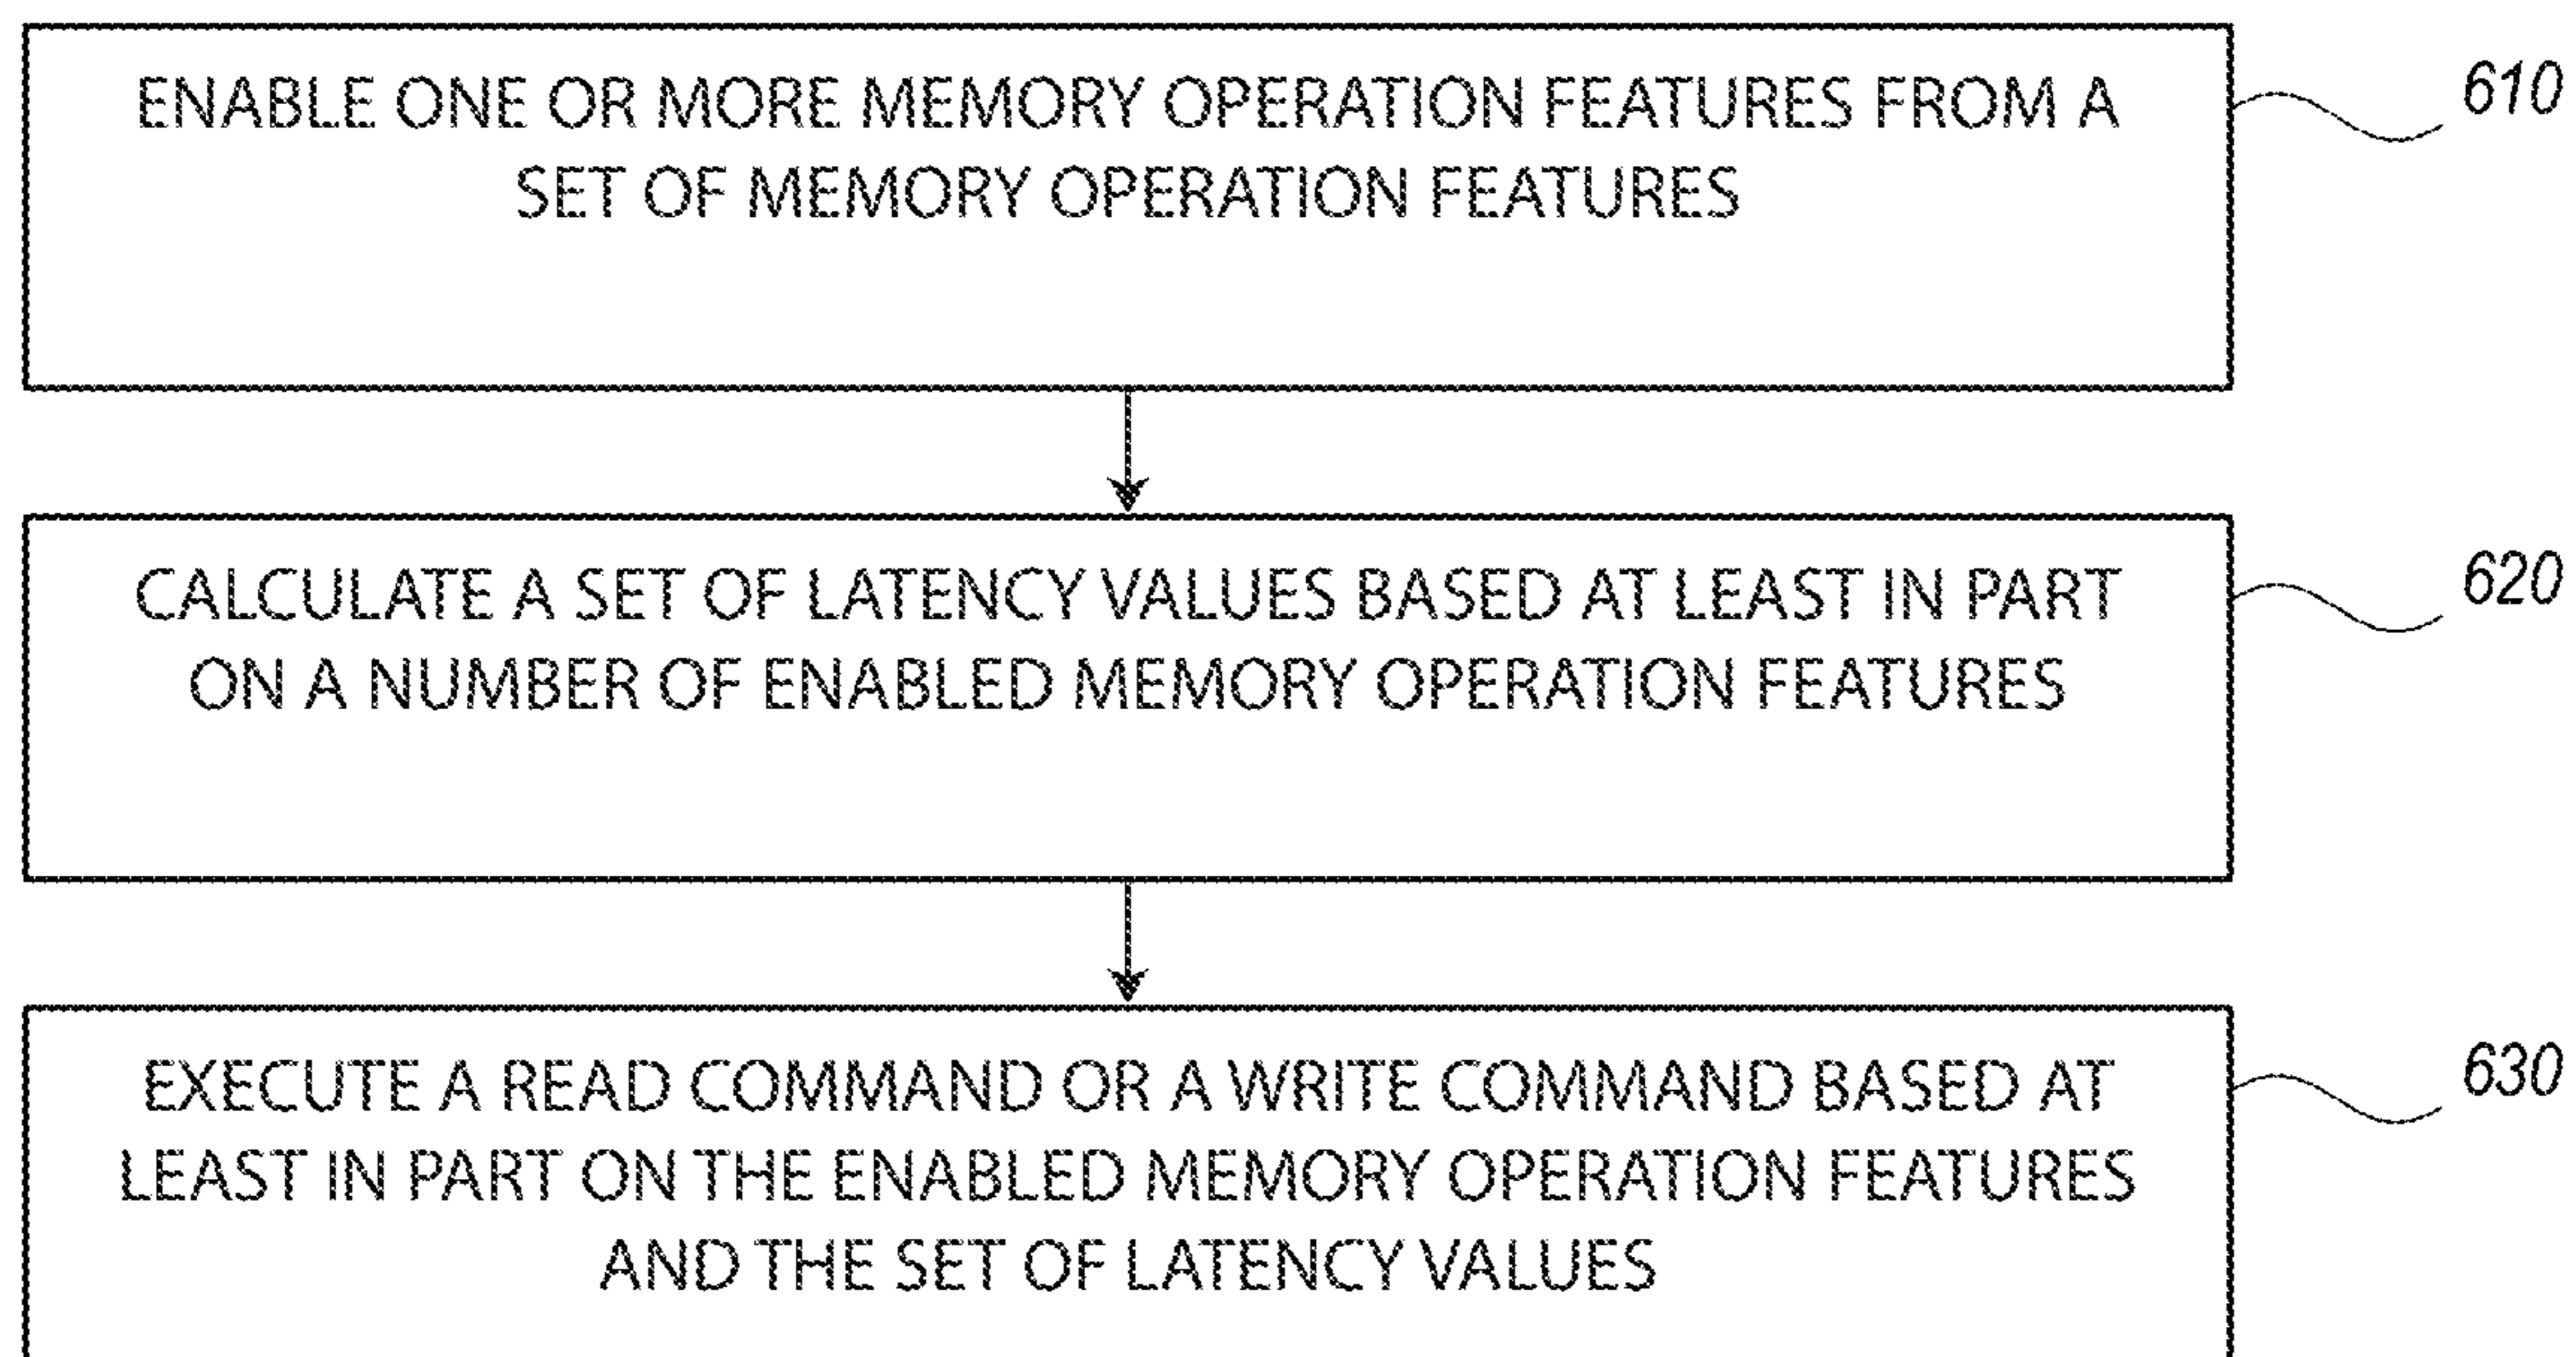 ENABLE ONE OR MORE MEMORY OPERATION FEATURES FROM A
SET OF MEMORY OPERATION FEATURES
610
CALCULATE A SET OF LATENCY VALUES BASED AT LEAST IN PART
ON A NUMBER OF ENABLED MEMORY OPERATION FEATURES
620
EXECUTE A READ COMMAND OR A WRITE COMMAND BASED AT
LEAST IN PART ON THE ENABLED MEMORY OPERATION FEATURES
AND THE SET OF LATENCY VALUES
630